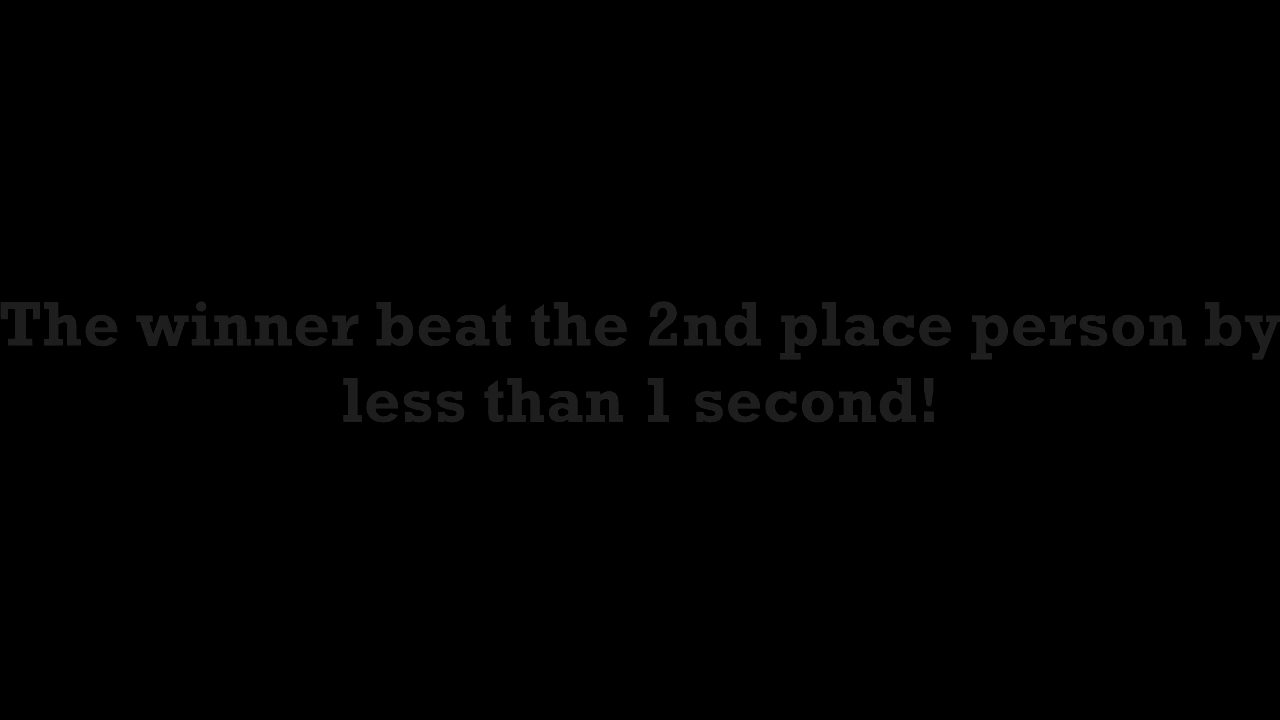 The winner beat the 2nd place person by
less than 1 second!